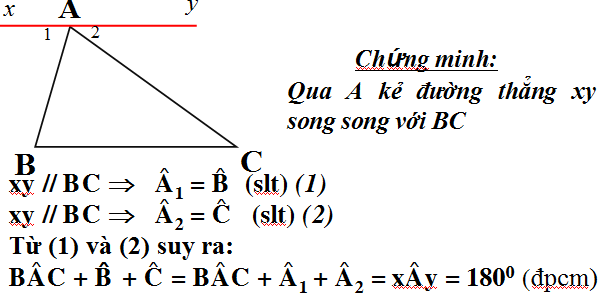 x A y
1 2
Chứng minh:
Qua A kẻ đường thẳng xy
song song với BC
B C
xy // BC ⇒ Â₁ = B̂ (slt) (1)
xy // BC ⇒ Â₂ = Ĉ (slt) (2)
Từ (1) và (2) suy ra:
BÂC + B̂ + Ĉ = BÂC + Â₁ + Â₂ = xÂy = 180⁰ (đpcm)